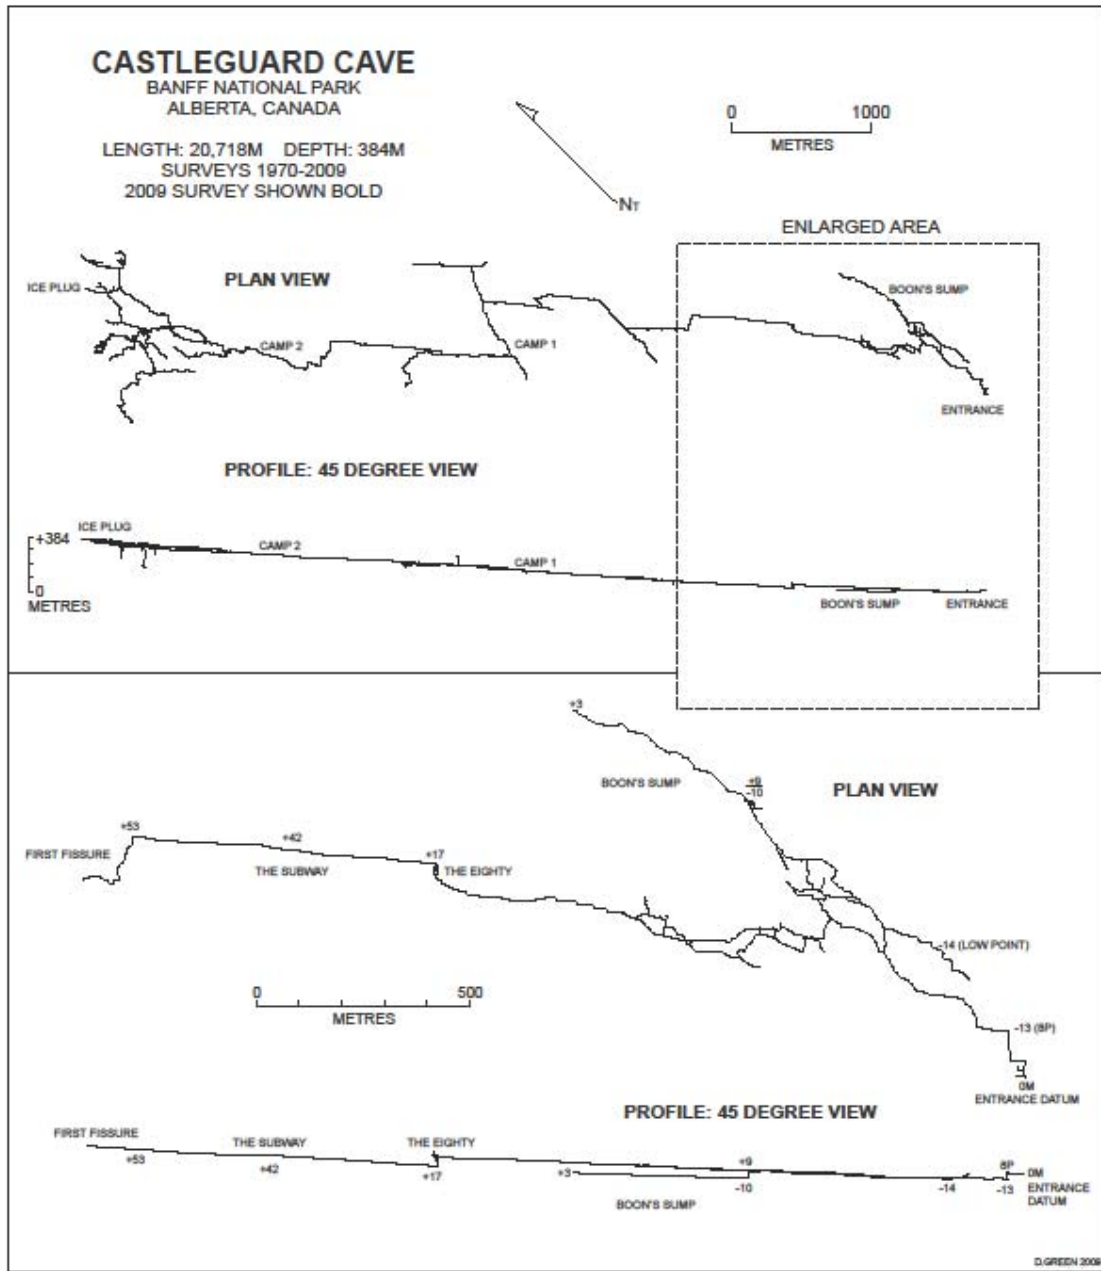 CASTLEGUARD CAVE
BANFF NATIONAL PARK
ALBERTA, CANADA
LENGTH: 20,718M DEPTH: 384M
SURVEYS 1970-2009
2009 SURVEY SHOWN BOLD
0 1000
METRES
NT
ENLARGED AREA
PLAN VIEW
ICE PLUG
BOON'S SUMP
CAMP 2
CAMP 1
ENTRANCE
PROFILE: 45 DEGREE VIEW
ICE PLUG
+384
CAMP 2
CAMP 1
0
METRES
BOON'S SUMP
ENTRANCE
+3
BOON'S SUMP
+9
-10
PLAN VIEW
+53
+42
+17
FIRST FISSURE
THE SUBWAY
THE EIGHTY
-14 (LOW POINT)
0 500
METRES
-13 (8P)
0M
ENTRANCE DATUM
PROFILE: 45 DEGREE VIEW
FIRST FISSURE
THE SUBWAY
THE EIGHTY
+53
+42
+17
+3
+9
-10
-14
8P
-13
0M
ENTRANCE
DATUM
BOON'S SUMP
D.GREEN 2009